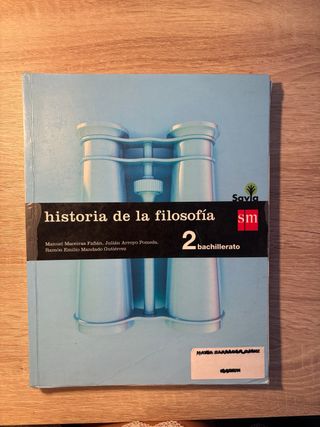 Savia
historia de la filosofía
sm
Manuel Maceiras Fafián, Julián Arroyo Pomeda,
Ramón Emilio Mandado Gutiérrez
2 bachillerato